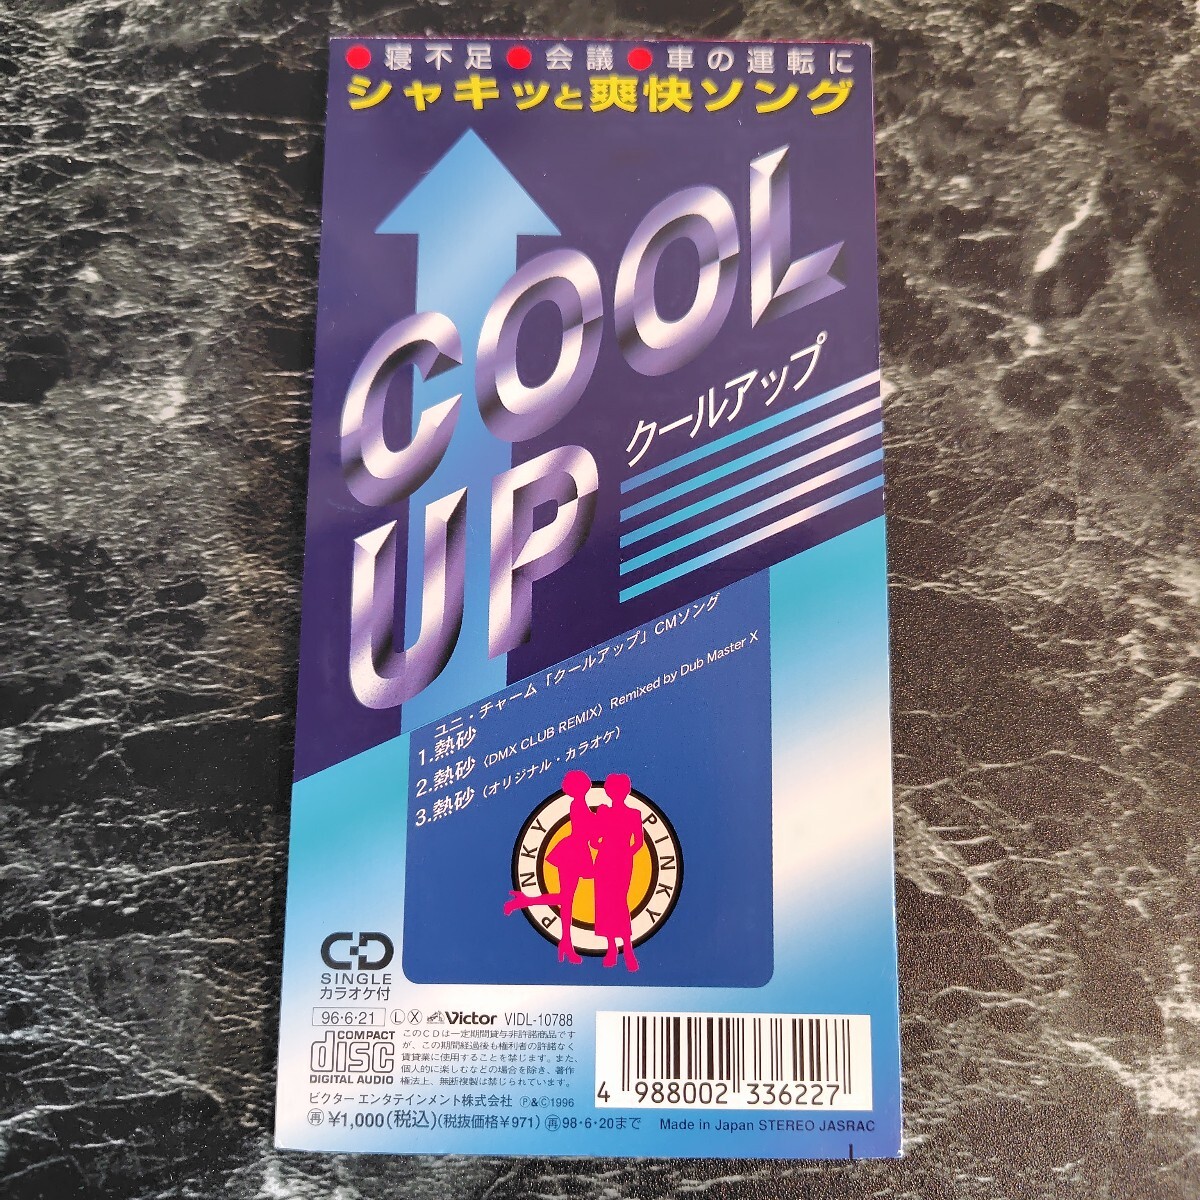 ●寝不足●会議●車の運転に
シャキッと爽快ソング
COOL
UP
クールアップ
ユニ・チャーム「クールアップ」CMソング
1.熱砂
2.熱砂〈DMX CLUB REMIX〉Remixed by Dub Master X
3.熱砂（オリジナル・カラオケ）
PINKY
PINKY
CD
SINGLE
カラオケ付
96・6・21 Ⓛ Ⓧ Victor VIDL-10788
COMPACT
disc
DIGITAL AUDIO
このCDは一定期間貸与非許諾商品です
が、この期間経過後も権利者の許諾なく
賃貸業に使用することを禁じます。また、
個人的に楽しむなどの場合を除き、著作
権法上、無断複製は禁じられています。
ビクター エンタテインメント株式会社 Ⓟ&Ⓒ1996
4 988002 336227
再 ¥1,000(税込)(税抜価格¥971) 再98・6・20まで Made in Japan STEREO JASRAC